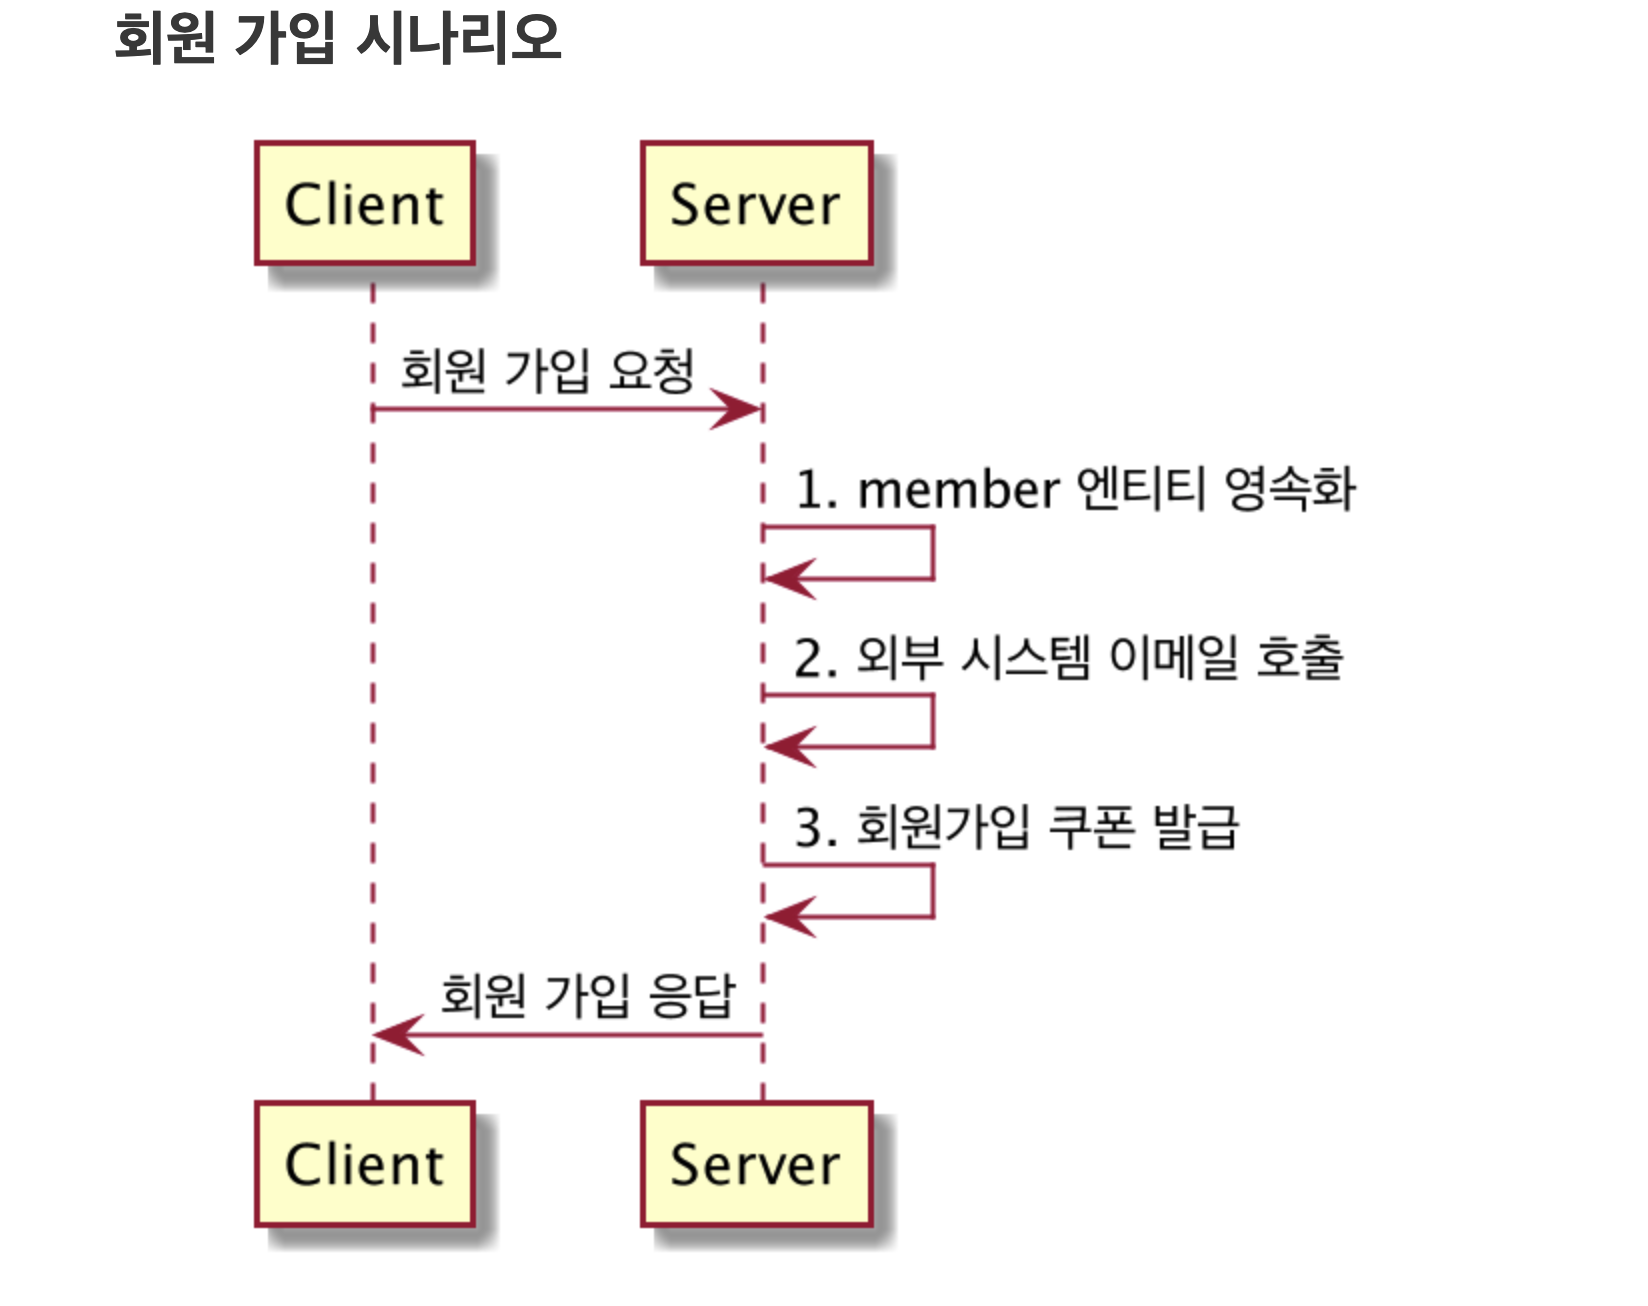 회원 가입 시나리오
Client
Server
회원 가입 요청
1. member 엔티티 영속화
2. 외부 시스템 이메일 호출
3. 회원가입 쿠폰 발급
회원 가입 응답
Client
Server